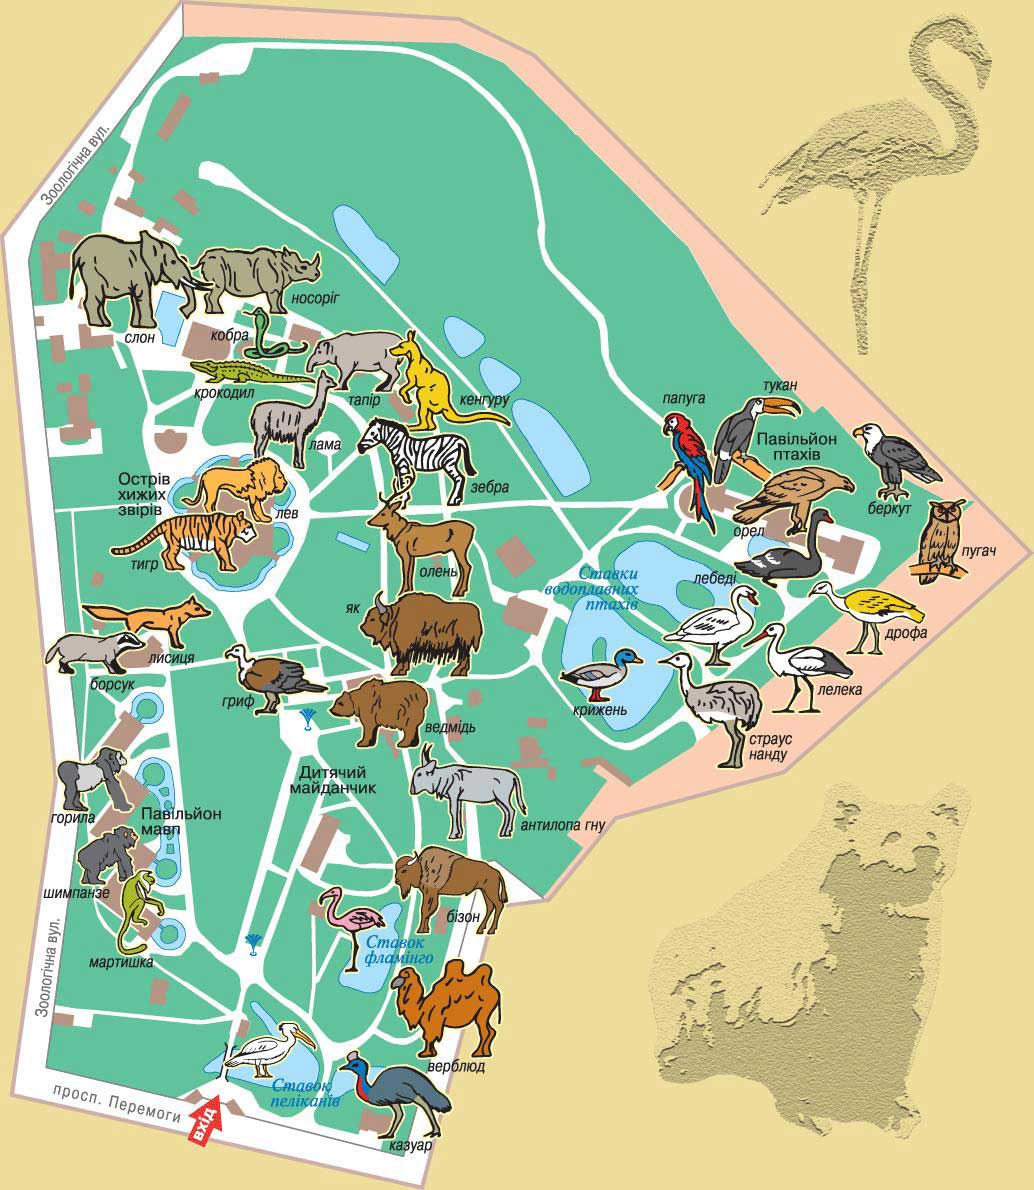 Зоологічна вул.
носоріг
слон
кобра
крокодил
тапір
кенгуру
лама
зебра
папуга
тукан
Павільйон
птахів
беркут
орел
пугач
Острів
хижих
звірів
лев
тигр
олень
Ставки
водоплавних
птахів
лебеді
дрофа
як
лисиця
борсук
гриф
лелека
крижень
ведмідь
страус
нанду
Дитячий
майданчик
горила
Павільйон
мавп
антилопа гну
шимпанзе
бізон
мартишка
Ставок
фламінго
Зоологічна вул.
верблюд
Ставок
пеліканів
просп. Перемоги
вхід
казуар